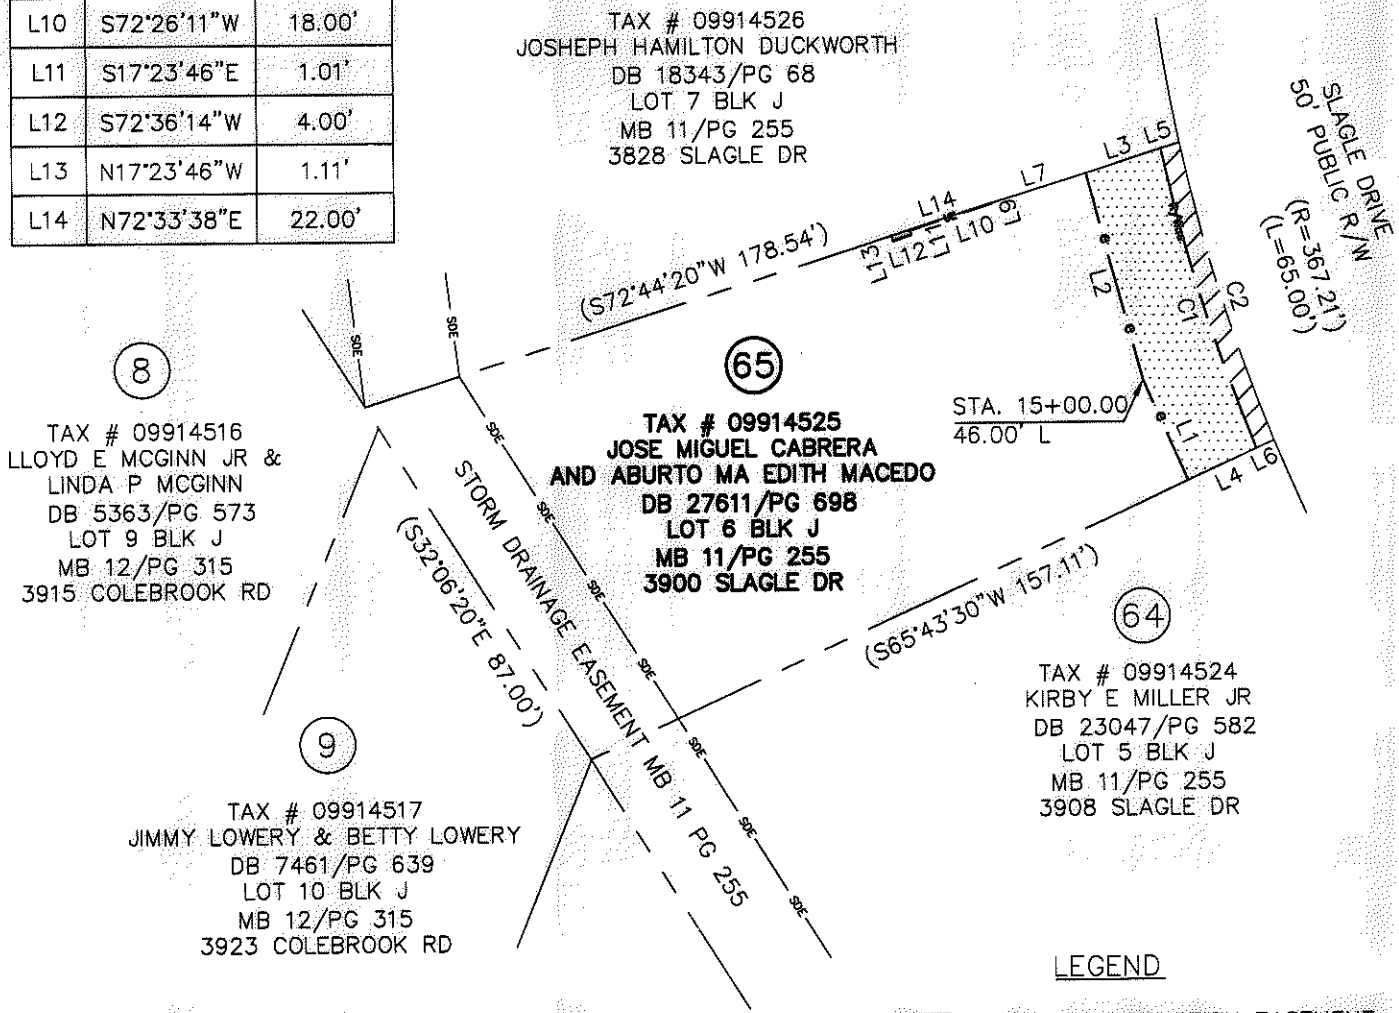 L10 S72°26'11"W 18.00'
L11 S17°23'46"E 1.01'
L12 S72°36'14"W 4.00'
L13 N17°23'46"W 1.11'
L14 N72°33'38"E 22.00'
TAX # 09914526
JOSHEPH HAMILTON DUCKWORTH
DB 18343/PG 68
LOT 7 BLK J
MB 11/PG 255
3828 SLAGLE DR
SLAGLE DRIVE
50' PUBLIC R/W
(R=367.21')
(L=65.00')
L3
L5
L7
L14
L9
L10
L11
L12
L13
(S72°44'20"W 178.54')
L2
C1
C2
e
e
e
L1
L4
L6
STA. 15+00.00
46.00' L
SDE
SDE
8
TAX # 09914516
LLOYD E MCGINN JR &
LINDA P MCGINN
DB 5363/PG 573
LOT 9 BLK J
MB 12/PG 315
3915 COLEBROOK RD
65
TAX # 09914525
JOSE MIGUEL CABRERA
AND ABURTO MA EDITH MACEDO
DB 27611/PG 698
LOT 6 BLK J
MB 11/PG 255
3900 SLAGLE DR
SDE
SDE
SDE
SDE
SDE
SDE
SDE
STORM DRAINAGE EASEMENT MB 11 PG 255
(S32°06'20"E 87.00')
(S65°43'30"W 157.11')
64
TAX # 09914524
KIRBY E MILLER JR
DB 23047/PG 582
LOT 5 BLK J
MB 11/PG 255
3908 SLAGLE DR
9
TAX # 09914517
JIMMY LOWERY & BETTY LOWERY
DB 7461/PG 639
LOT 10 BLK J
MB 12/PG 315
3923 COLEBROOK RD
LEGEND
EASEMENT